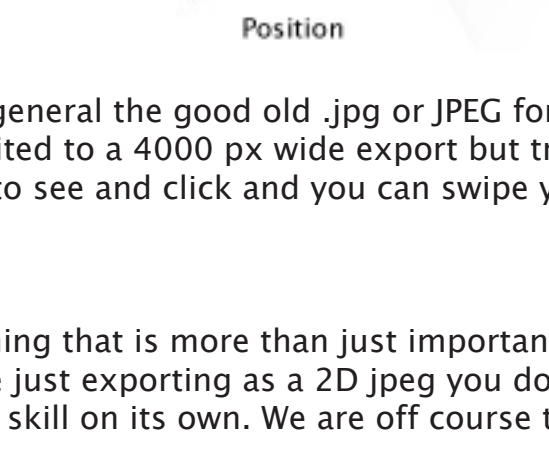 Position
general the good old .jpg or JPEG for
ited to a 4000 px wide export but tr
to see and click and you can swipe y
ing that is more than just importan
just exporting as a 2D jpeg you do
skill on its own. We are off course t